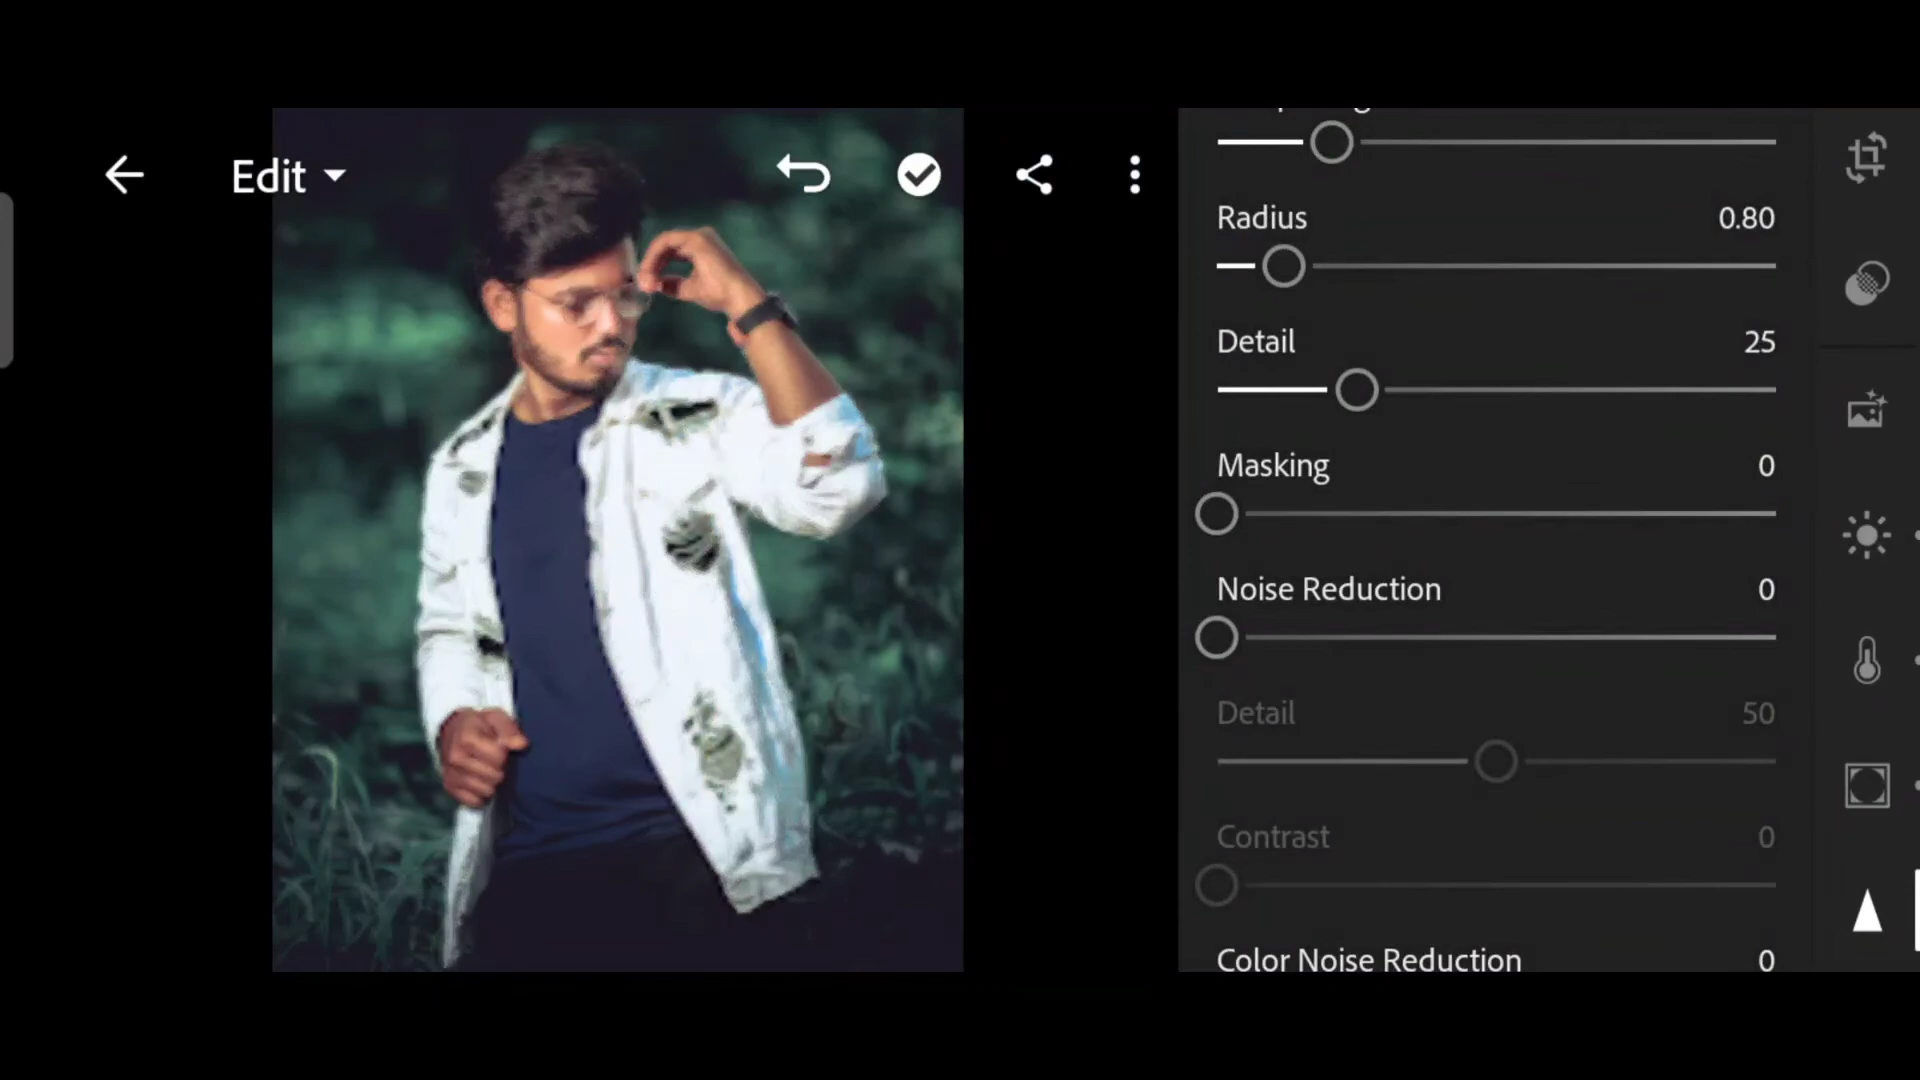 Edit
Radius 0.80
Detail 25
Masking 0
Noise Reduction 0
Detail 50
Contrast 0
Color Noise Reduction 0